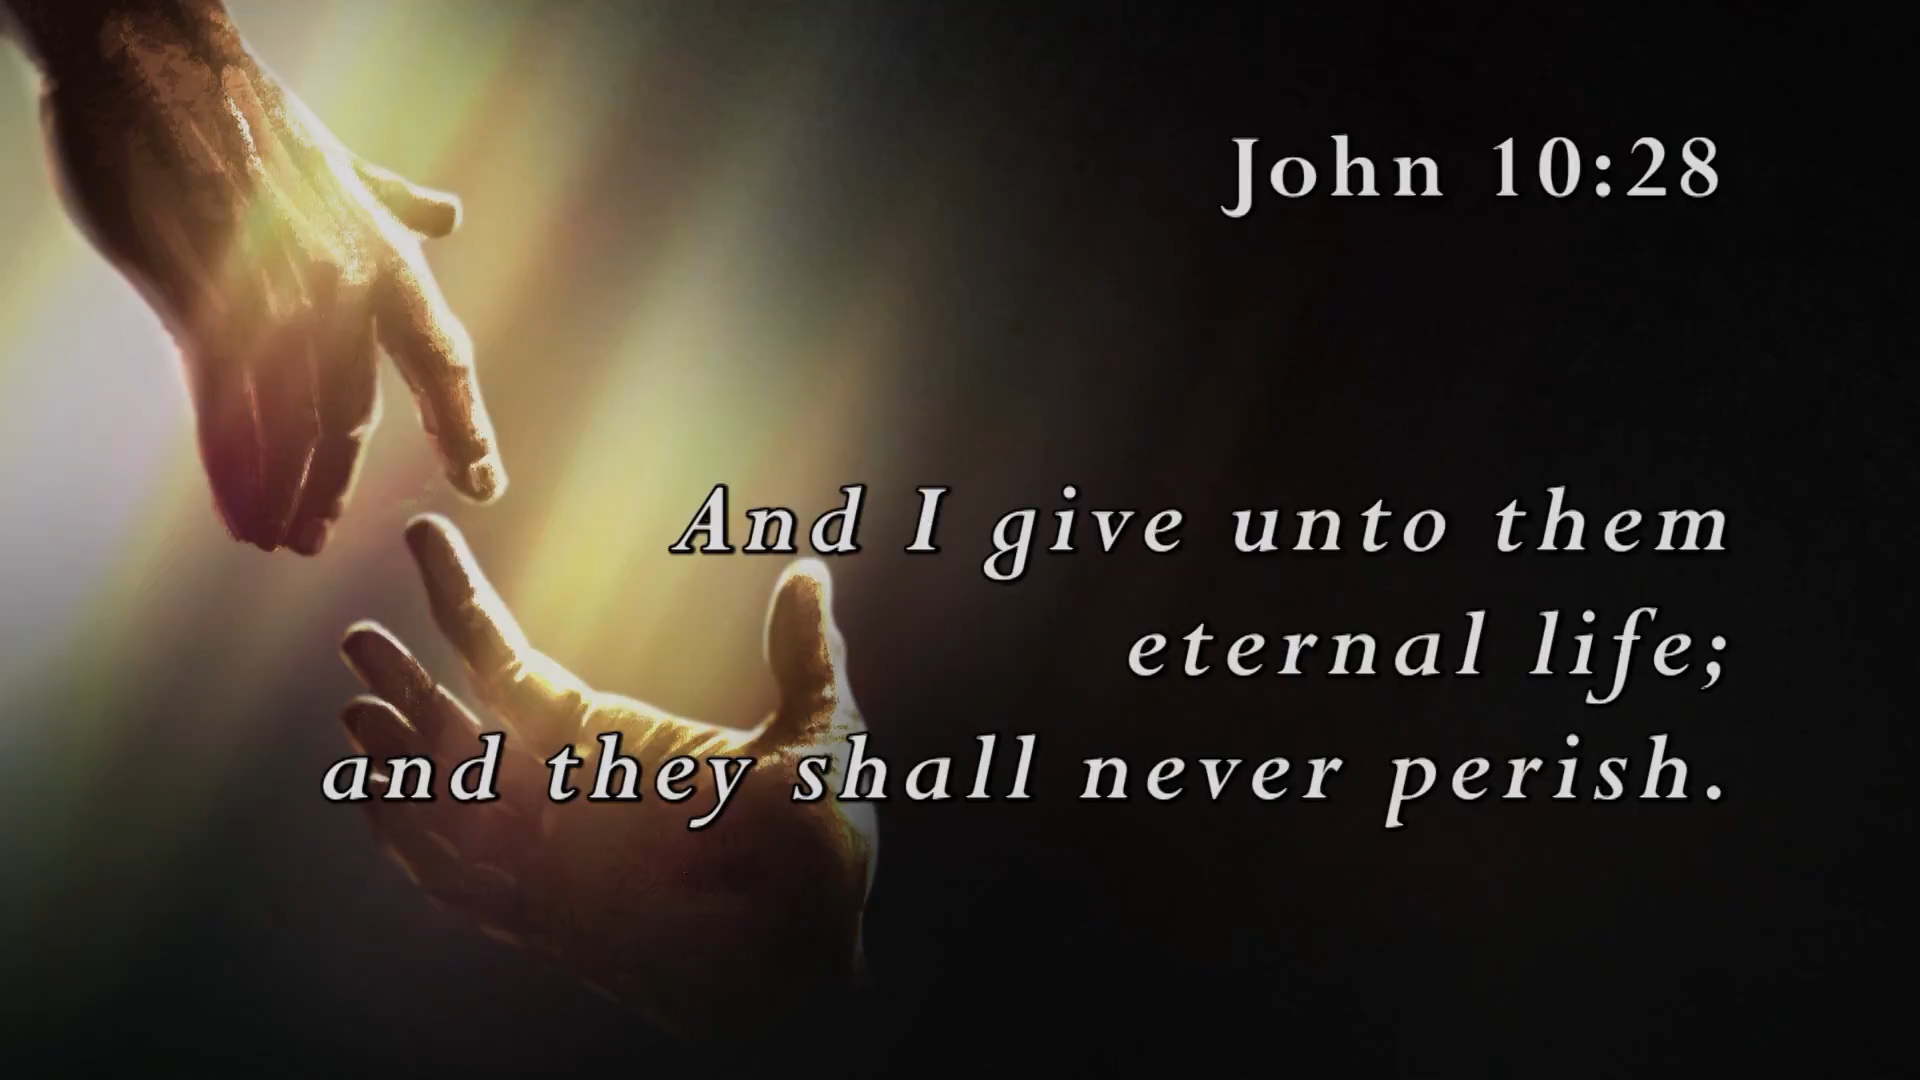 John 10:28
And I give unto them
eternal life;
and they shall never perish.